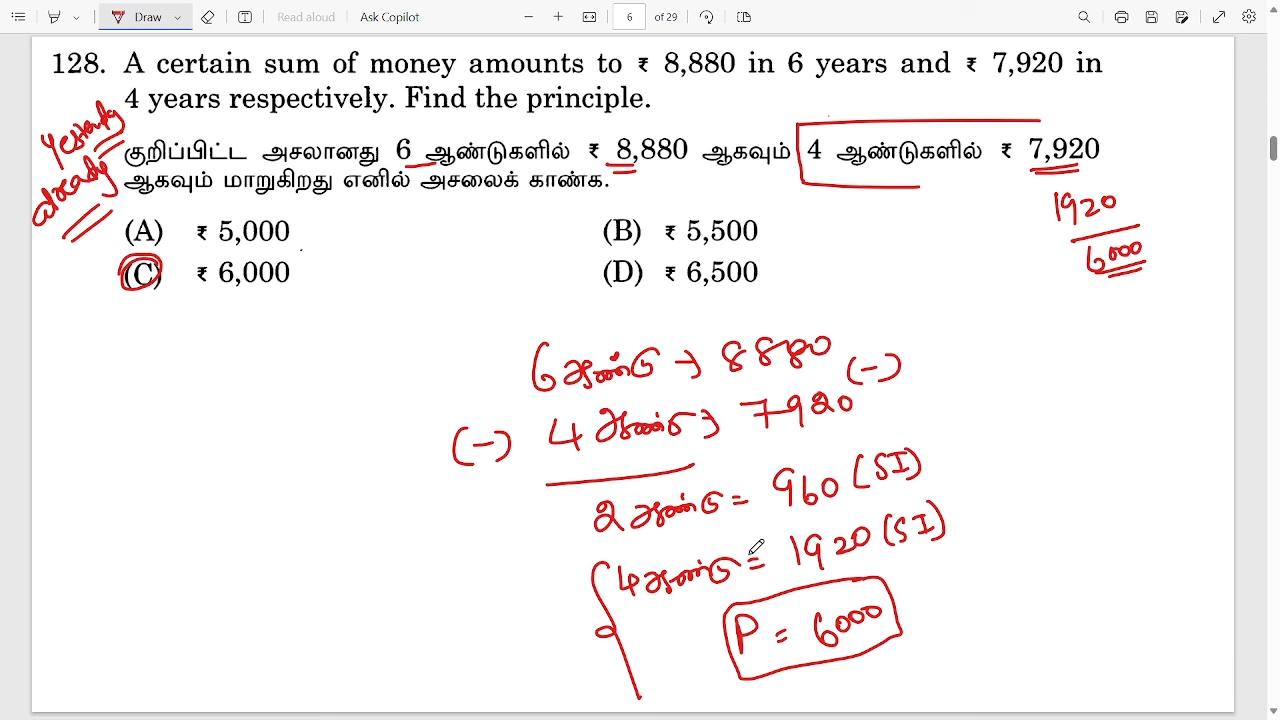 Draw
Read aloud
Ask Copilot
6 of 29
128. A certain sum of money amounts to ₹ 8,880 in 6 years and ₹ 7,920 in
4 years respectively. Find the principle.
Yesterday
already
குறிப்பிட்ட அசலானது 6 ஆண்டுகளில் ₹ 8,880 ஆகவும் 4 ஆண்டுகளில் ₹ 7,920
ஆகவும் மாறுகிறது எனில் அசலைக் காண்க.
1920
6000
(A) ₹ 5,000 (B) ₹ 5,500
(C) ₹ 6,000 (D) ₹ 6,500
6 ஆண்டு → 8880 (-)
(-) 4 ஆண்டு → 7920
2 ஆண்டு = 960 (SI)
4 ஆண்டு = 1920 (SI)
P = 6000